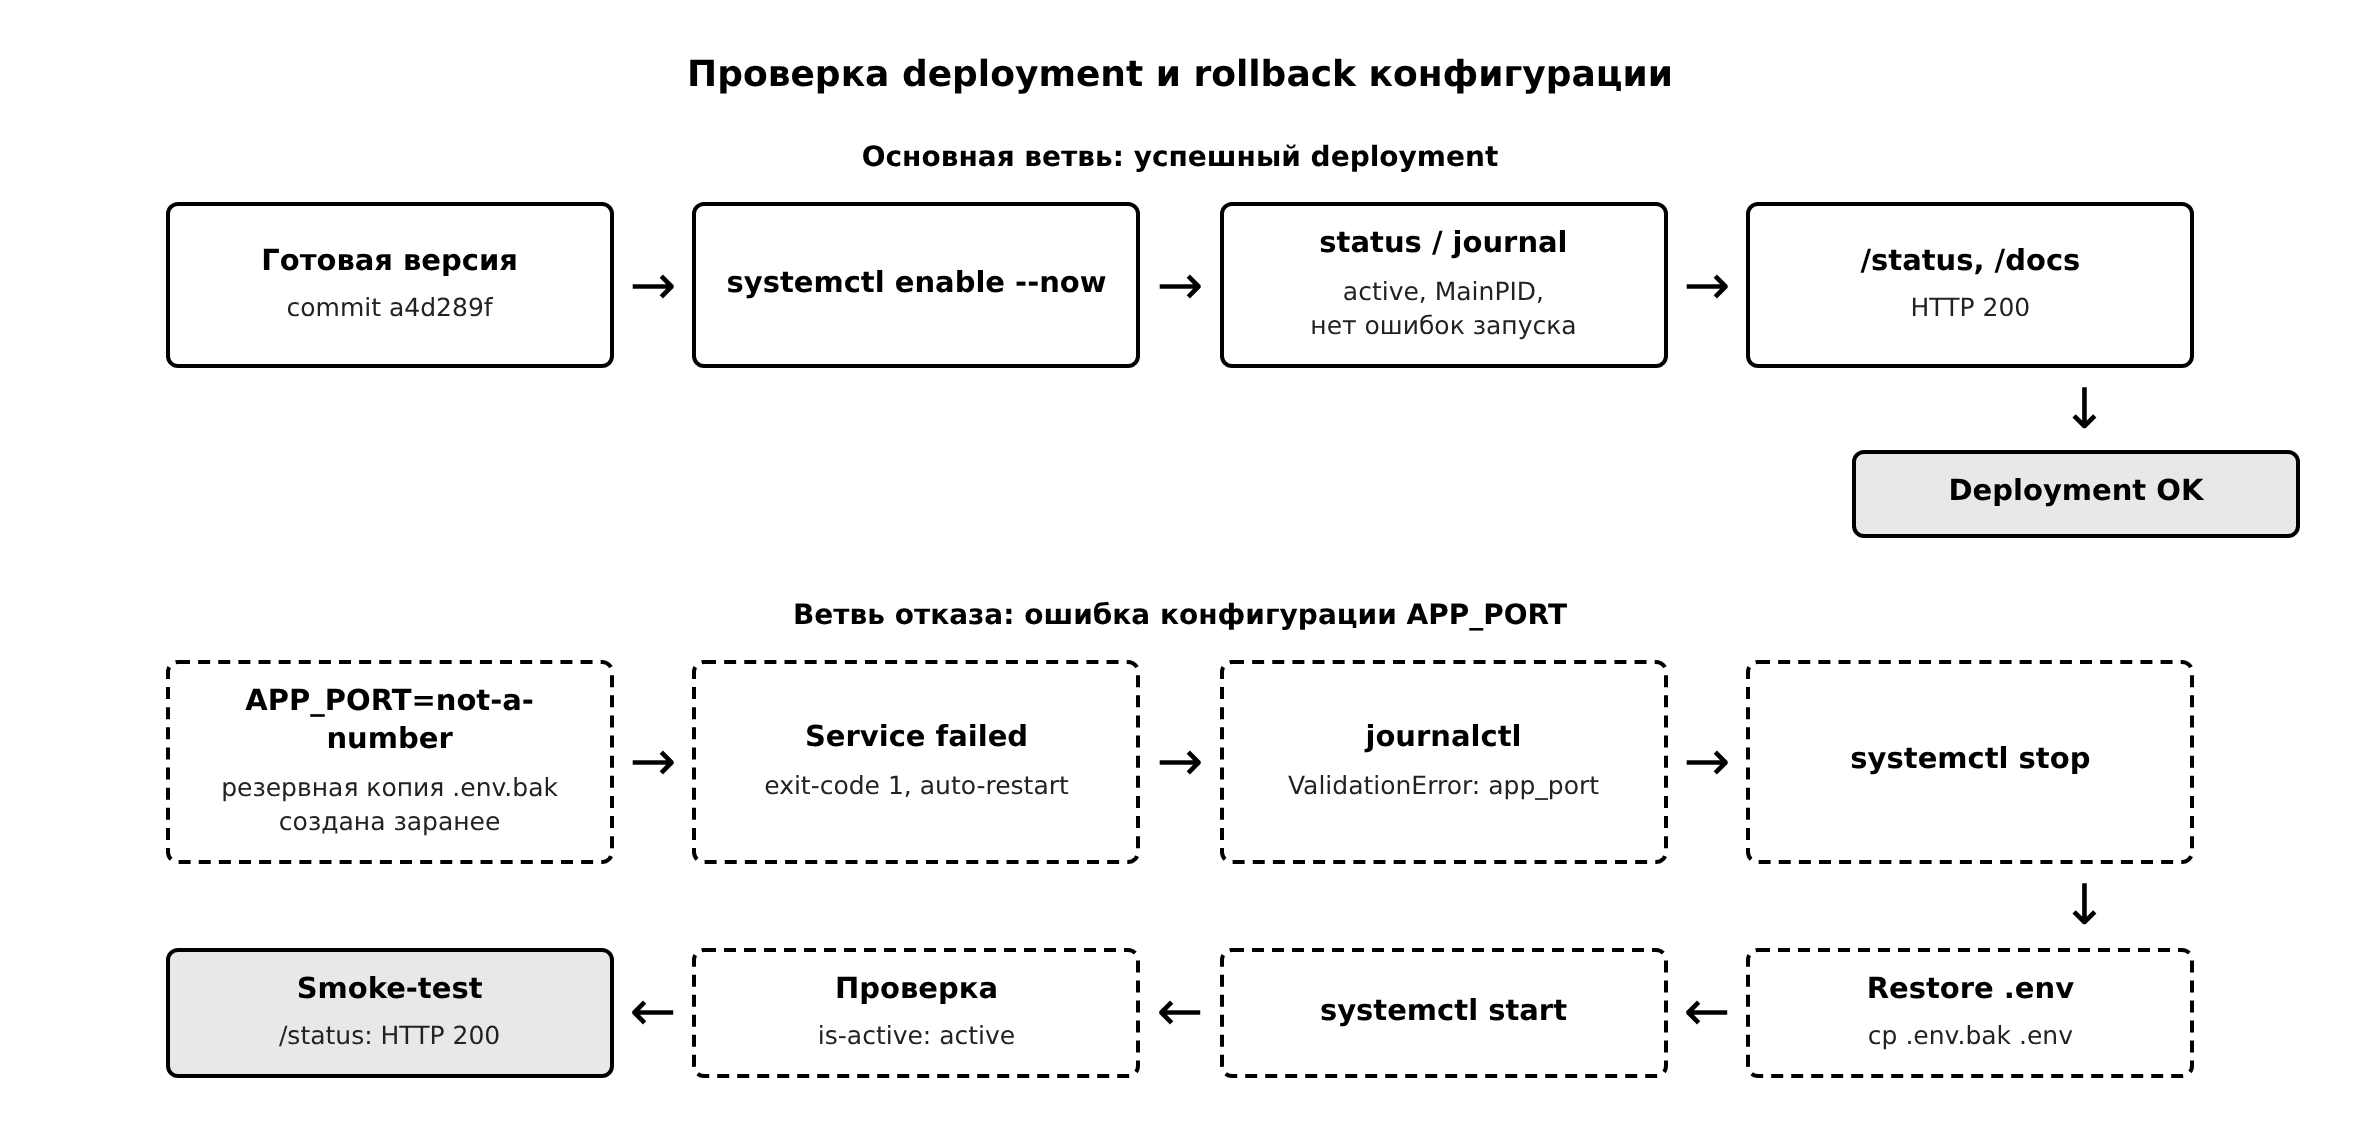 Проверка deployment и rollback конфигурации
Основная ветвь: успешный deployment
Готовая версия
commit a4d289f
→
systemctl enable --now
→
status / journal
active, MainPID,
нет ошибок запуска
→
/status, /docs
HTTP 200
↓
Deployment OK
Ветвь отказа: ошибка конфигурации APP_PORT
APP_PORT=not-a-
number
резервная копия .env.bak
создана заранее
→
Service failed
exit-code 1, auto-restart
→
journalctl
ValidationError: app_port
→
systemctl stop
↓
Restore .env
cp .env.bak .env
←
systemctl start
←
Проверка
is-active: active
←
Smoke-test
/status: HTTP 200